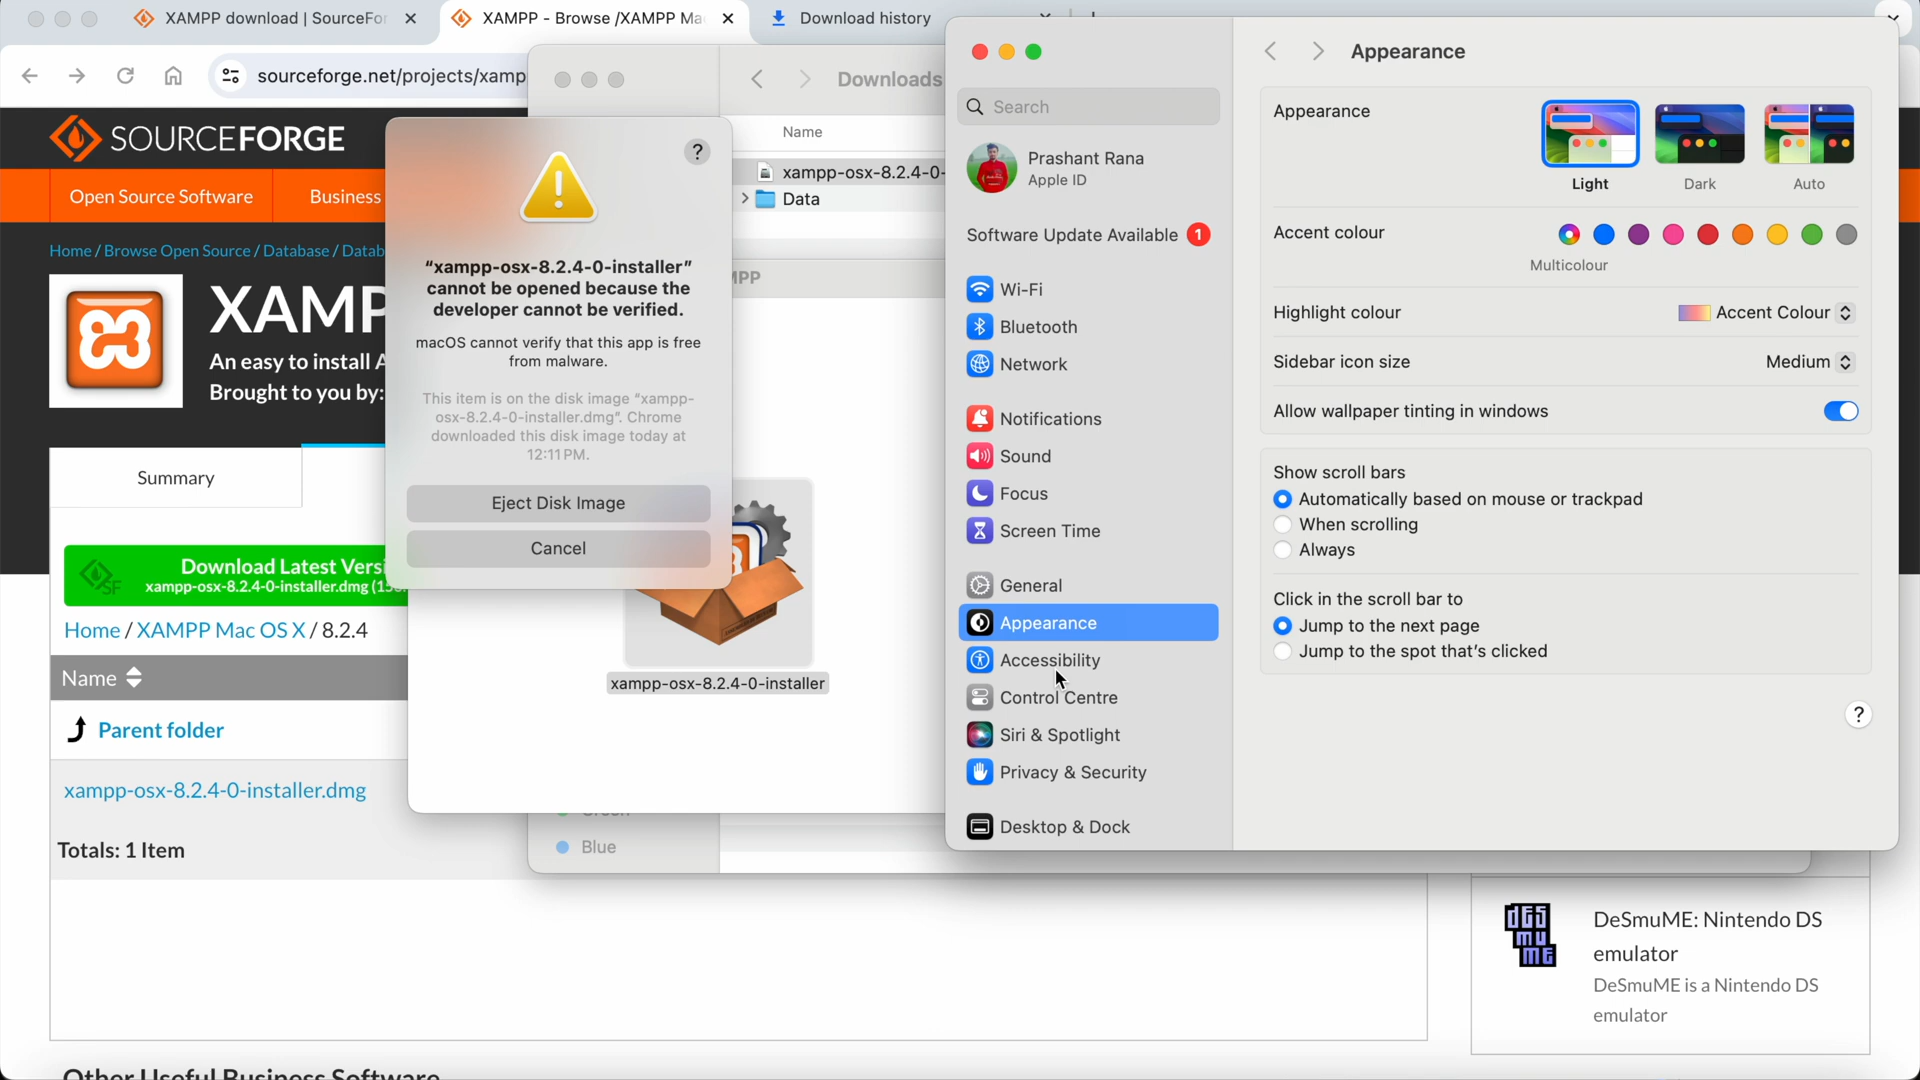 XAMPP download | SourceFor
XAMPP - Browse /XAMPP Ma
Download history
sourceforge.net/projects/xamp
SOURCEFORGE
Open Source Software
Business
Home / Browse Open Source / Database / Datab
XAMPP
An easy to install A
Brought to you by:
Summary
Download Latest Versi
xampp-osx-8.2.4-0-installer.dmg
SF
Home / XAMPP Mac OS X / 8.2.4
Name
Parent folder
xampp-osx-8.2.4-0-installer.dmg
Totals: 1 Item
Other Useful Business Software
?
“xampp-osx-8.2.4-0-installer”
cannot be opened because the
developer cannot be verified.
macOS cannot verify that this app is free
from malware.
This item is on the disk image “xampp-
osx-8.2.4-0-installer.dmg”. Chrome
downloaded this disk image today at
12:11 PM.
Eject Disk Image
Cancel
Downloads
Name
xampp-osx-8.2.4-0-
Data
MPP
xampp-osx-8.2.4-0-installer
Green
Blue
Search
Prashant Rana
Apple ID
Software Update Available 1
Wi-Fi
Bluetooth
Network
Notifications
Sound
Focus
Screen Time
General
Appearance
Accessibility
Control Centre
Siri & Spotlight
Privacy & Security
Desktop & Dock
Appearance
Appearance
Light
Dark
Auto
Accent colour
Multicolour
Highlight colour
Accent Colour
Sidebar icon size
Medium
Allow wallpaper tinting in windows
Show scroll bars
Automatically based on mouse or trackpad
When scrolling
Always
Click in the scroll bar to
Jump to the next page
Jump to the spot that’s clicked
?
DeSmuME
DeSmuME: Nintendo DS
emulator
DeSmuME is a Nintendo DS
emulator